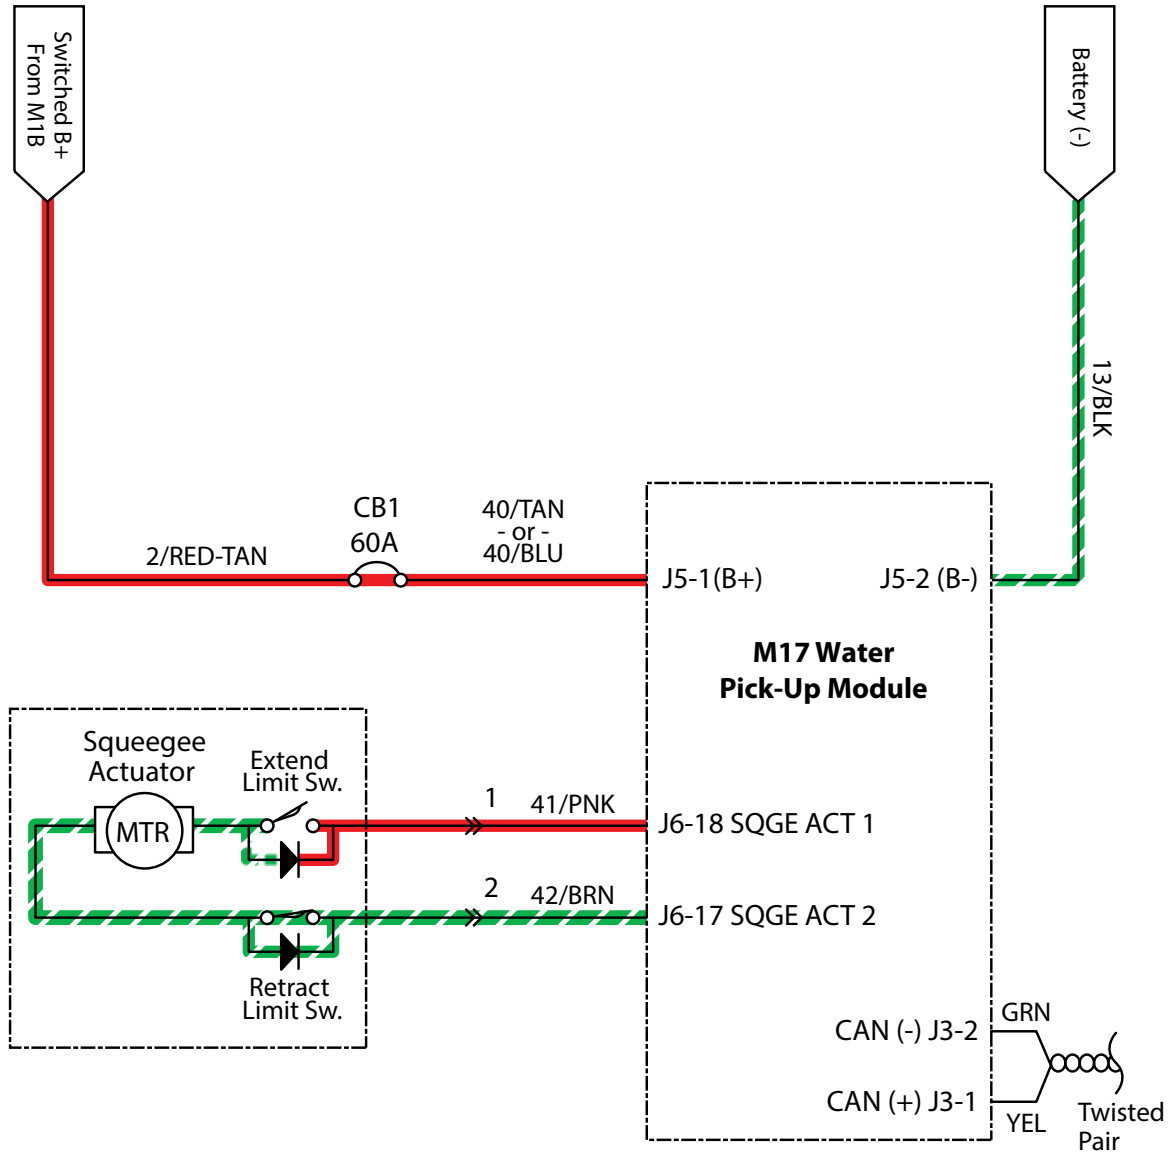 Switched B+
From M1B
Battery (-)
13/BLK
CB1
60A
2/RED-TAN
40/TAN
- or -
40/BLU
J5-1(B+)
J5-2 (B-)
M17 Water
Pick-Up Module
Squeegee
Actuator
MTR
Extend
Limit Sw.
1
41/PNK
J6-18 SQGE ACT 1
2
42/BRN
J6-17 SQGE ACT 2
Retract
Limit Sw.
CAN (-) J3-2
GRN
CAN (+) J3-1
YEL
Twisted
Pair